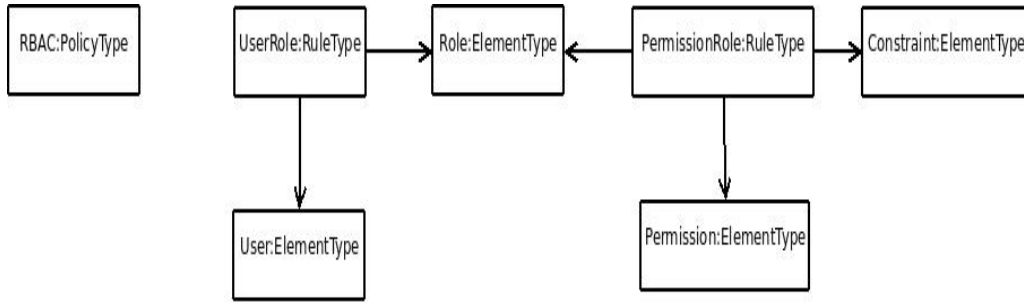 RBAC:PolicyType
UserRole:RuleType
Role:ElementType
PermissionRole:RuleType
Constraint:ElementType
User:ElementType
Permission:ElementType